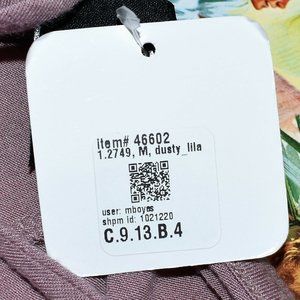 item# 46602
1.2749, M, dusty_lila
user: mboyes
shpm id: 1021220
C.9.13.B.4